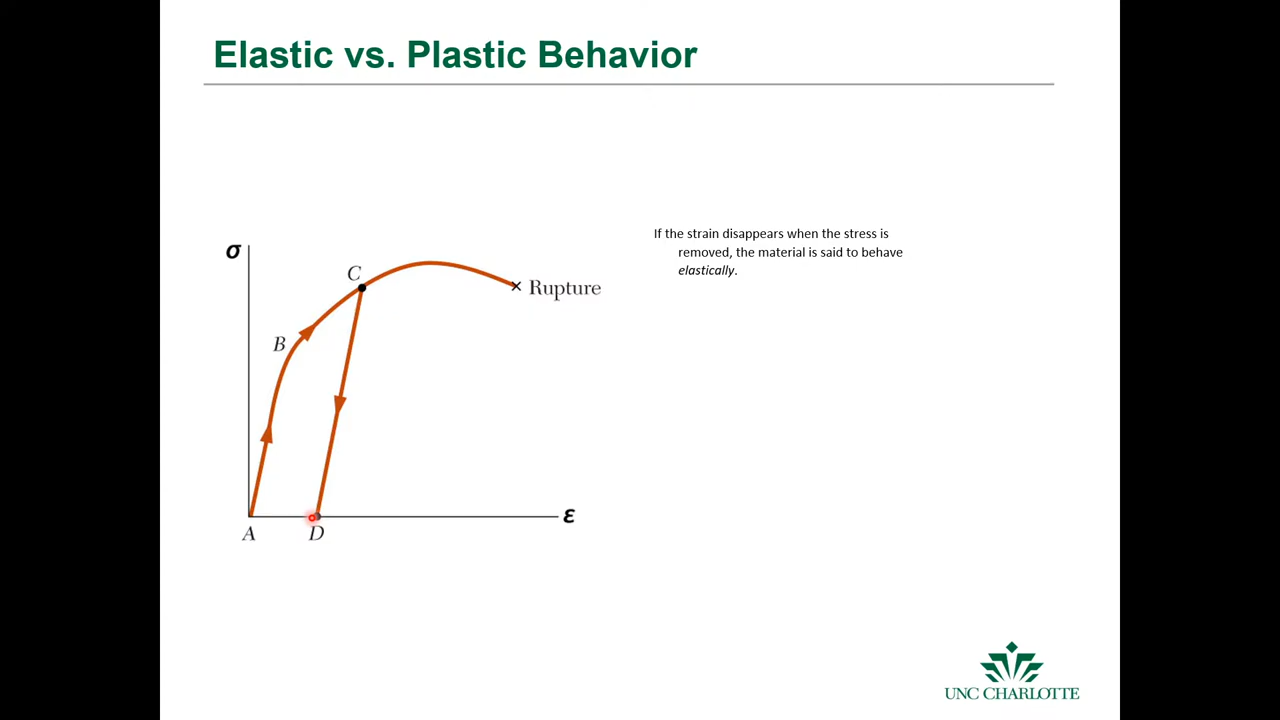 Elastic vs. Plastic Behavior
If the strain disappears when the stress is
removed, the material is said to behave
elastically.
σ
C
Rupture
B
ε
A
D
UNC CHARLOTTE